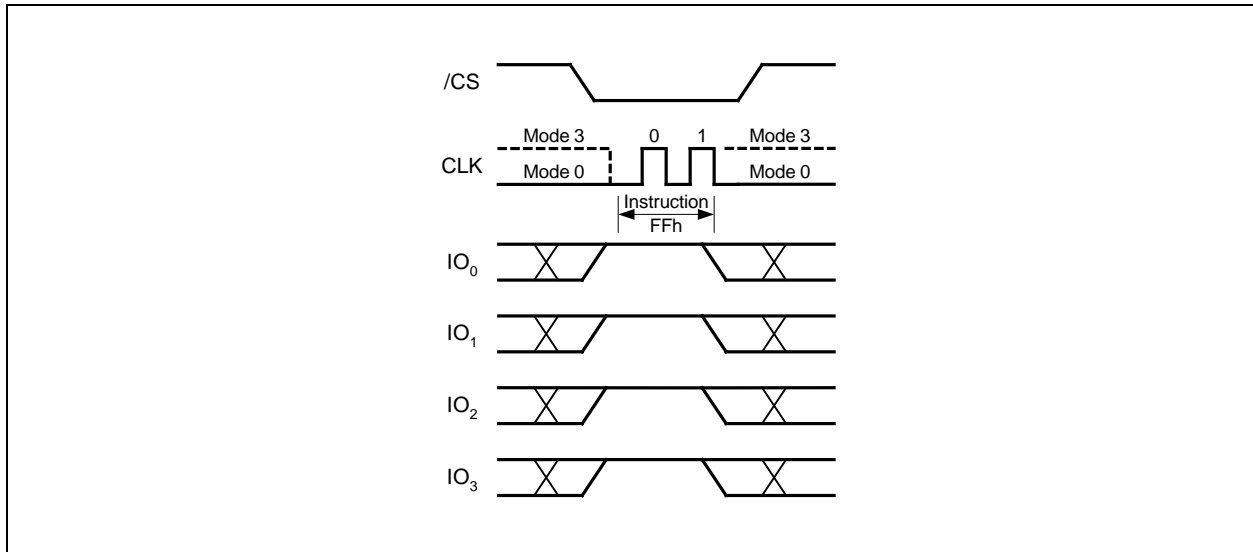 /CS
Mode 3 0 1 Mode 3
CLK
Mode 0 Mode 0
Instruction
FFh
IO0
IO1
IO2
IO3